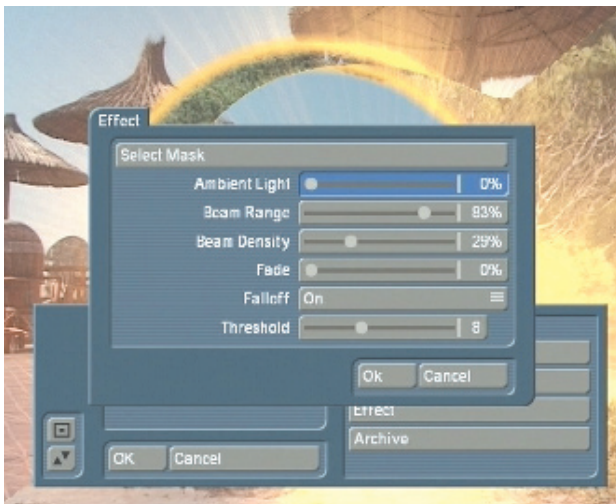 Effect
Select Mask
Ambient Light 0%
Beam Range 83%
Beam Density 29%
Fade 0%
Falloff On
Threshold 8
Ok Cancel
Effect
Archive
OK Cancel